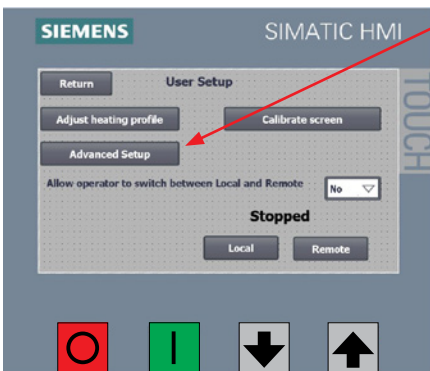 SIEMENS SIMATIC HMI
TOUCH
Return User Setup
Adjust heating profile Calibrate screen
Advanced Setup
Allow operator to switch between Local and Remote No
Stopped
Local Remote